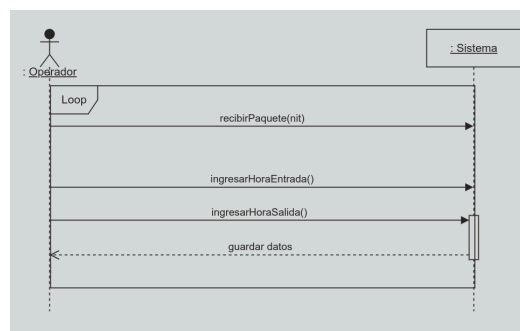 : Sistema
: Operador
Loop
recibirPaquete(nit)
ingresarHoraEntrada()
ingresarHoraSalida()
guardar datos